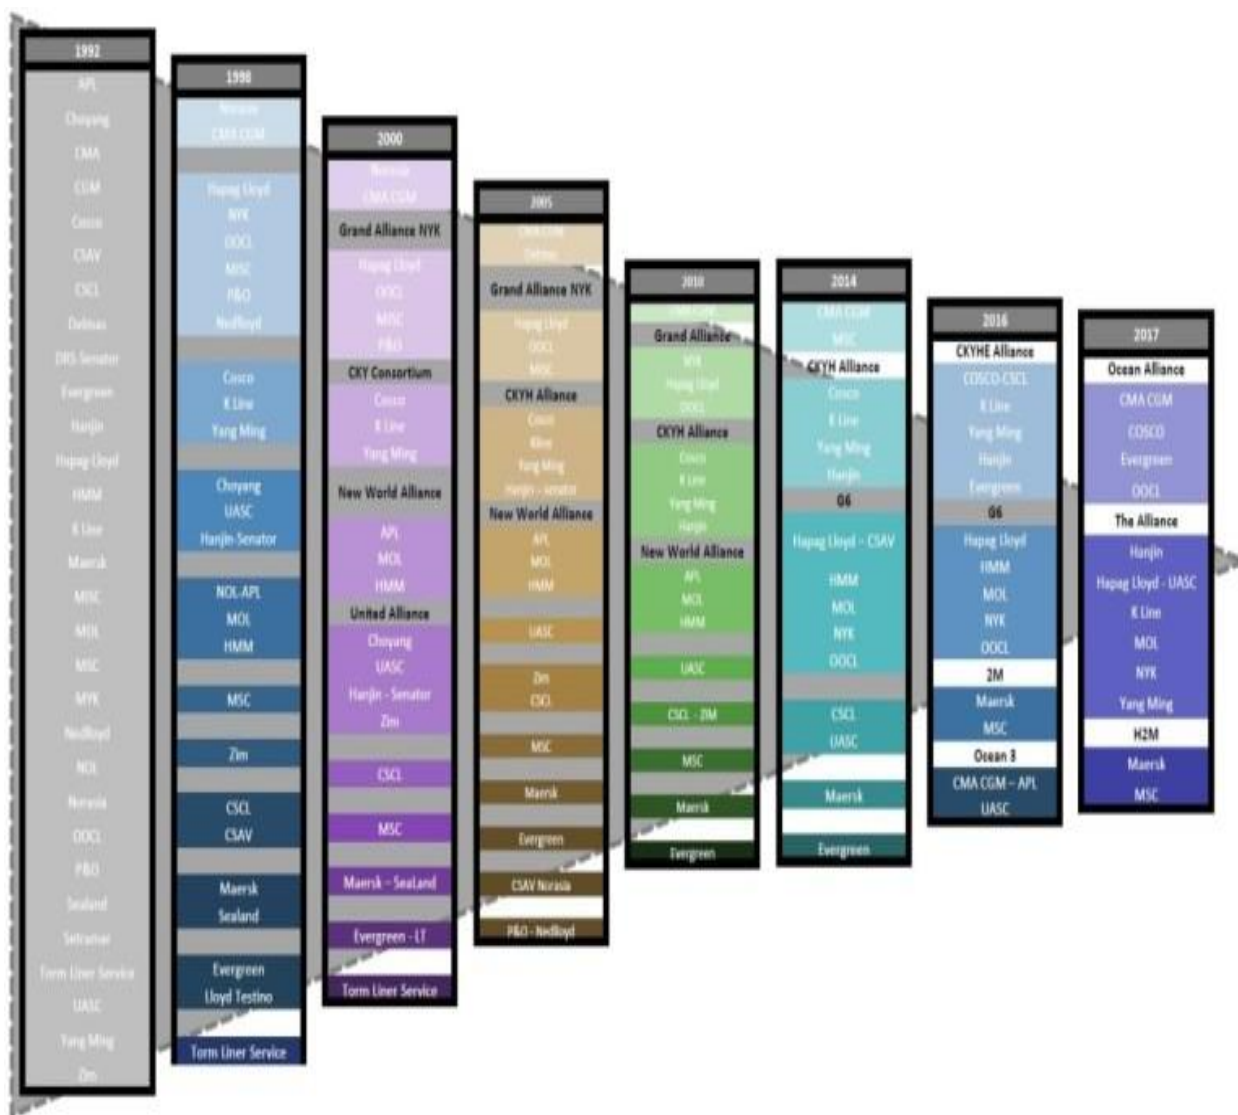 1992
APL
Choyang
CMA
CGM
Cosco
CSAV
CSCL
Delmas
DRS-Senator
Evergreen
Hanjin
Hapag-Lloyd
HMM
K Line
Maersk
MISC
MOL
MSC
MYK
Nedlloyd
NOL
Norasia
OOCL
P&O
Sealand
Setramar
Torm Liner Service
UASC
Yang Ming
Zim
1998
Norasia
CMA CGM
Hapag Lloyd
NYK
OOCL
MISC
P&O
Nedlloyd
Cosco
K Line
Yang Ming
Choyang
UASC
Hanjin-Senator
NOL-APL
MOL
HMM
MSC
Zim
CSCL
CSAV
Maersk
Sealand
Evergreen
Lloyd Testino
Torm Liner Service
2000
Norasia
CMA CGM
Grand Alliance NYK
Hapag Lloyd
OOCL
MISC
P&O
CKY Consortium
Cosco
K Line
Yang Ming
New World Alliance
APL
MOL
HMM
United Alliance
Choyang
UASC
Hanjin - Senator
Zim
CSCL
MSC
Maersk – SeaLand
Evergreen - LT
Torm Liner Service
2005
CMA CGM
Delmas
Grand Alliance NYK
Hapag Lloyd
OOCL
MISC
CKYH Alliance
Cosco
Kline
Yang Ming
Hanjin – senator
New World Alliance
APL
MOL
HMM
UASC
Zim
CSCL
MSC
Maersk
Evergreen
CSAV Norasia
P&O - Nedlloyd
2010
CMA CGM
Grand Alliance
NYK
Hapag Lloyd
OOCL
CKYH Alliance
Cosco
K Line
Yang Ming
Hanjin
New World Alliance
APL
MOL
HMM
UASC
CSCL - ZIM
MSC
Maersk
Evergreen
2014
CMA CGM
MSC
CKYH Alliance
Cosco
K Line
Yang Ming
Hanjin
G6
Hapag Lloyd – CSAV
HMM
MOL
NYK
OOCL
CSCL
UASC
Maersk
Evergreen
2016
CKYHE Alliance
COSCO-CSCL
K Line
Yang Ming
Hanjin
Evergreen
G6
Hapag Lloyd
HMM
MOL
NYK
OOCL
2M
Maersk
MSC
Ocean 3
CMA CGM – APL
UASC
2017
Ocean Alliance
CMA CGM
COSCO
Evergreen
OOCL
The Alliance
Hanjin
Hapag Lloyd - UASC
K Line
MOL
NYK
Yang Ming
H2M
Maersk
MSC